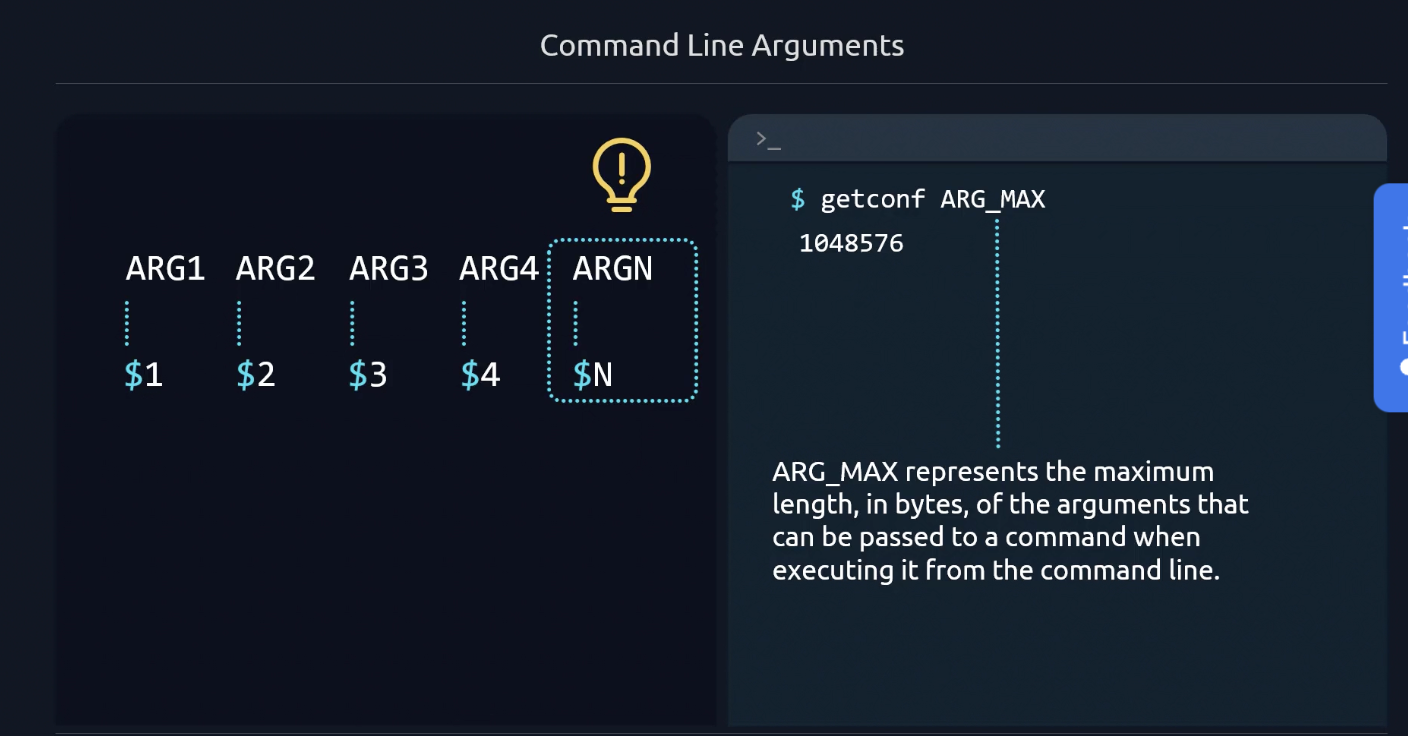 Command Line Arguments
ARG1 ARG2 ARG3 ARG4 ARGN
$1 $2 $3 $4 $N
>_
$ getconf ARG_MAX
1048576
ARG_MAX represents the maximum
length, in bytes, of the arguments that
can be passed to a command when
executing it from the command line.